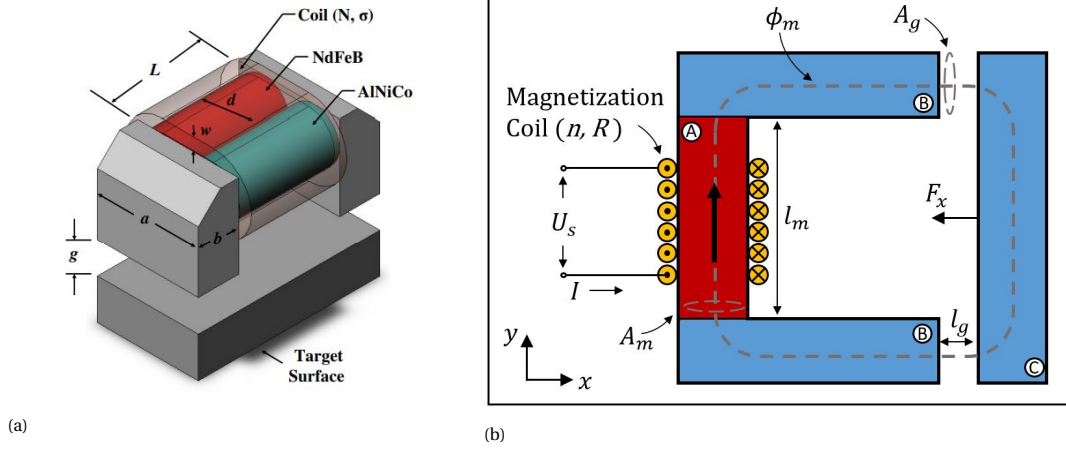 Coil (N, σ)
NdFeB
AlNiCo
L
d
w
a
b
g
Target
Surface
(a)
ϕm
Ag
Magnetization
Coil (n, R)
A
B
lm
Us
Fx
I
Am
B
lg
y
x
C
(b)